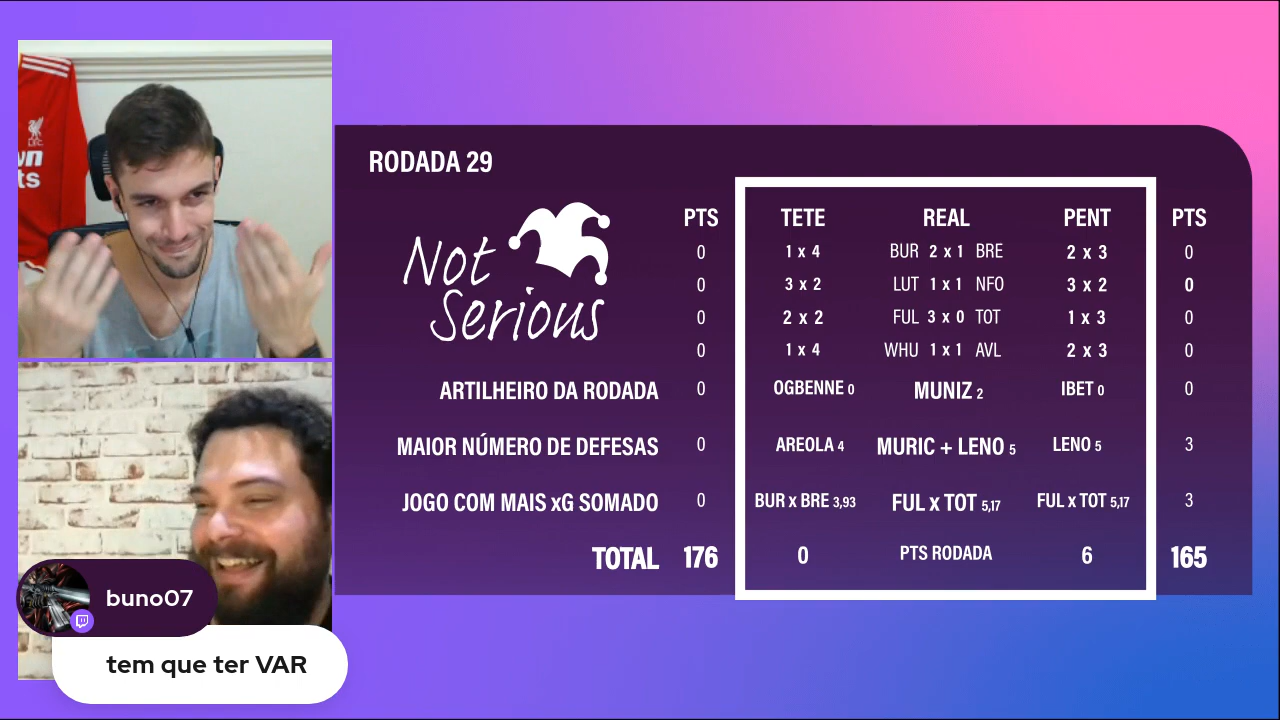 RODADA 29
Not
Serious
PTS TETE REAL PENT PTS
0 1 x 4 BUR 2 x 1 BRE 2 x 3 0
0 3 x 2 LUT 1 x 1 NFO 3 x 2 0
0 2 x 2 FUL 3 x 0 TOT 1 x 3 0
0 1 x 4 WHU 1 x 1 AVL 2 x 3 0
ARTILHEIRO DA RODADA 0 OGBENNE 0 MUNIZ 2 IBET 0 0
MAIOR NÚMERO DE DEFESAS 0 AREOLA 4 MURIC + LENO 5 LENO 5 3
JOGO COM MAIS xG SOMADO 0 BUR x BRE 3,93 FUL x TOT 5,17 FUL x TOT 5,17 3
TOTAL 176 0 PTS RODADA 6 165
buno07
tem que ter VAR